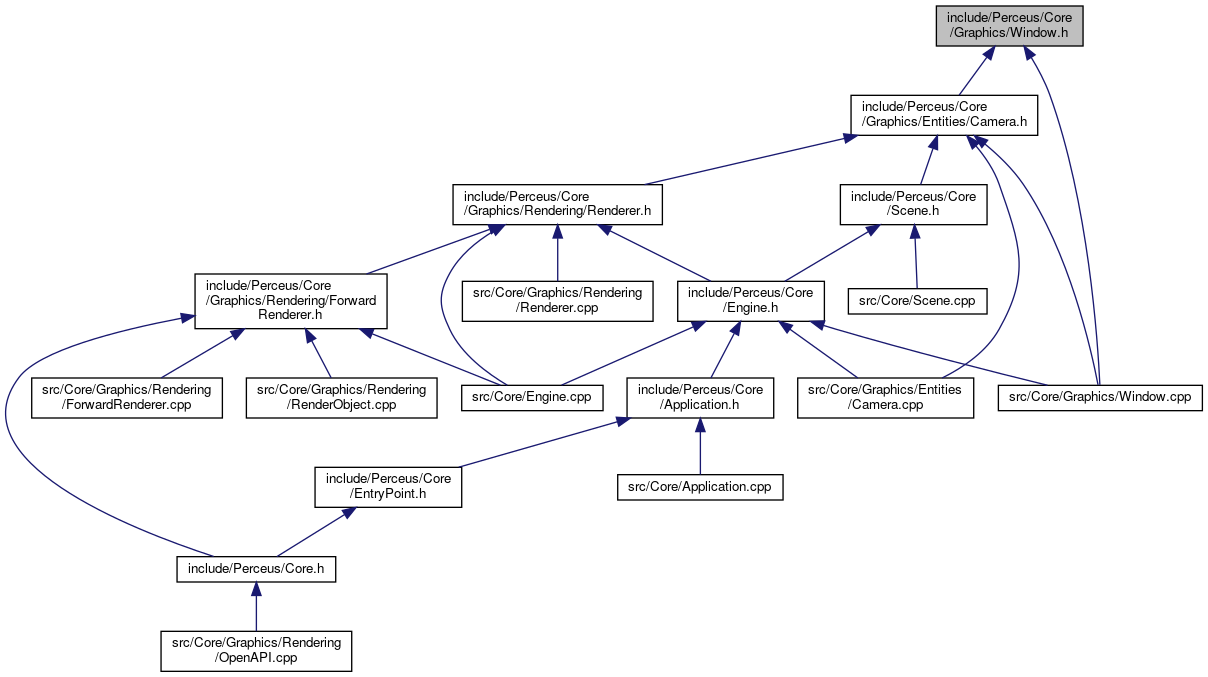 include/Perceus/Core
/Graphics/Window.h
include/Perceus/Core
/Graphics/Entities/Camera.h
include/Perceus/Core
/Graphics/Rendering/Renderer.h
include/Perceus/Core
/Scene.h
include/Perceus/Core
/Graphics/Rendering/Forward
Renderer.h
src/Core/Graphics/Rendering
/Renderer.cpp
include/Perceus/Core
/Engine.h
src/Core/Scene.cpp
src/Core/Graphics/Rendering
/ForwardRenderer.cpp
src/Core/Graphics/Rendering
/RenderObject.cpp
src/Core/Engine.cpp
include/Perceus/Core
/Application.h
src/Core/Graphics/Entities
/Camera.cpp
src/Core/Graphics/Window.cpp
include/Perceus/Core
/EntryPoint.h
src/Core/Application.cpp
include/Perceus/Core.h
src/Core/Graphics/Rendering
/OpenAPI.cpp